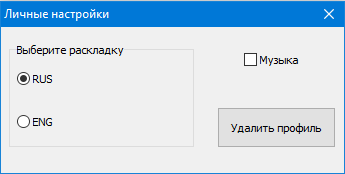 Личные настройки
Выберите раскладку
RUS
Музыка
ENG
Удалить профиль